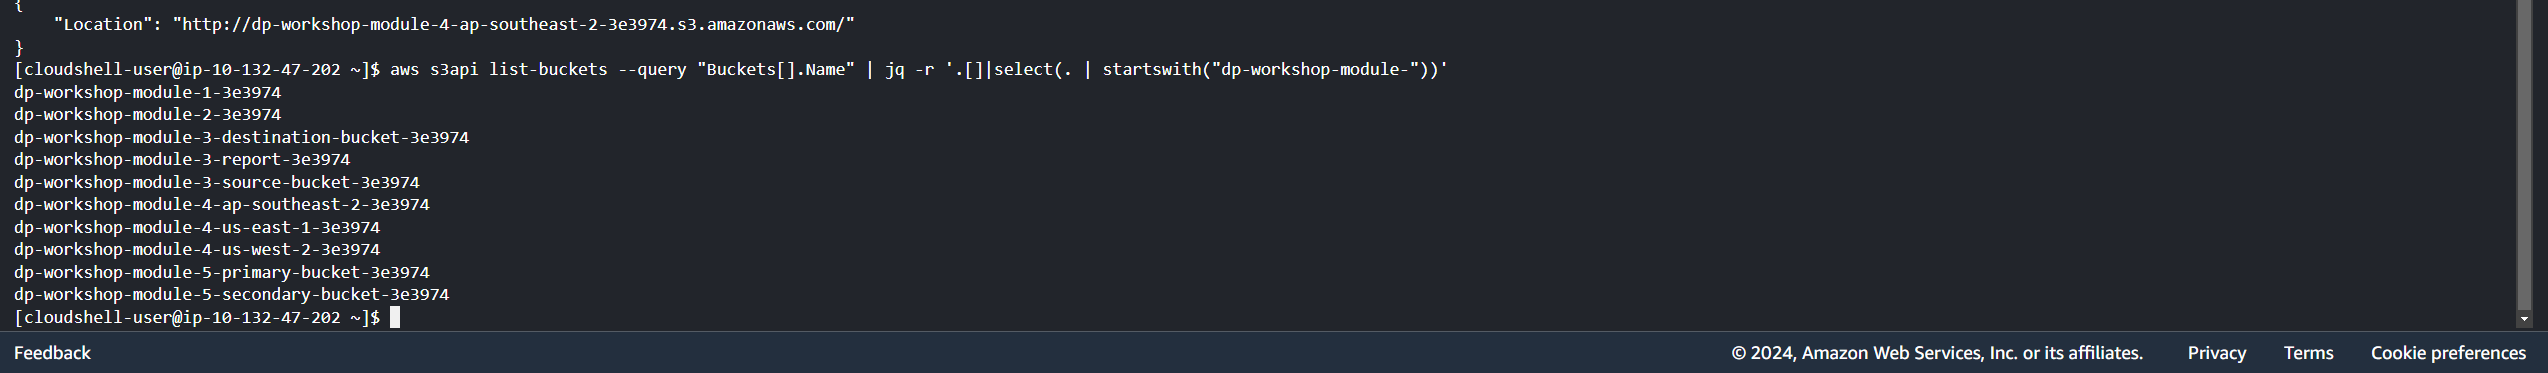 {
    "Location": "http://dp-workshop-module-4-ap-southeast-2-3e3974.s3.amazonaws.com/"
}
[cloudshell-user@ip-10-132-47-202 ~]$ aws s3api list-buckets --query "Buckets[].Name" | jq -r '.[]|select(. | startswith("dp-workshop-module-"))'
dp-workshop-module-1-3e3974
dp-workshop-module-2-3e3974
dp-workshop-module-3-destination-bucket-3e3974
dp-workshop-module-3-report-3e3974
dp-workshop-module-3-source-bucket-3e3974
dp-workshop-module-4-ap-southeast-2-3e3974
dp-workshop-module-4-us-east-1-3e3974
dp-workshop-module-4-us-west-2-3e3974
dp-workshop-module-5-primary-bucket-3e3974
dp-workshop-module-5-secondary-bucket-3e3974
[cloudshell-user@ip-10-132-47-202 ~]$
Feedback © 2024, Amazon Web Services, Inc. or its affiliates. Privacy Terms Cookie preferences